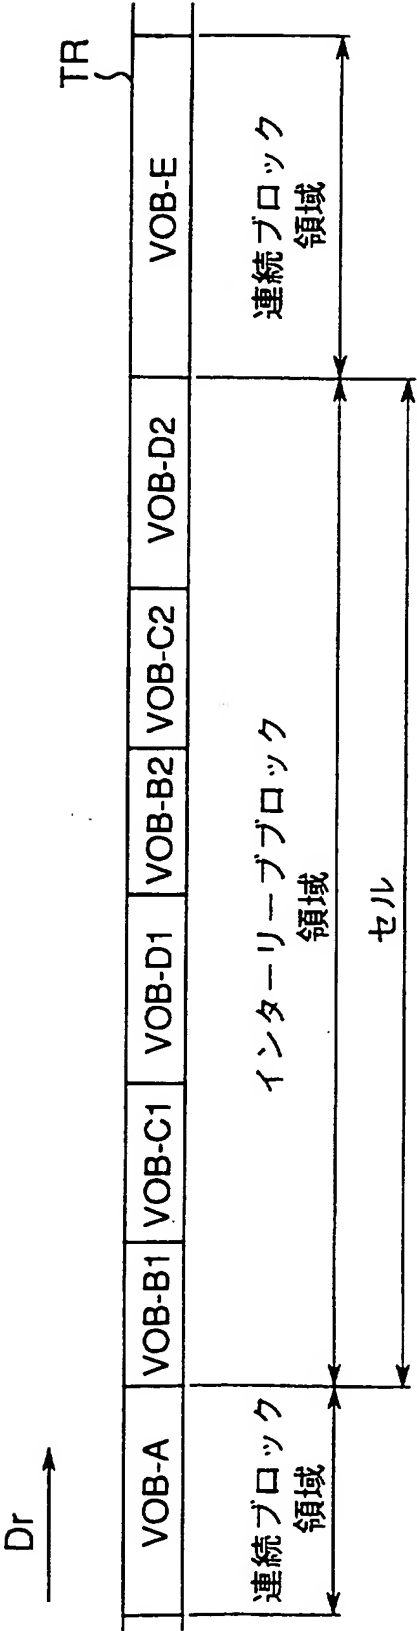 Dr
TR
VOB-A
VOB-B1
VOB-C1
VOB-D1
VOB-B2
VOB-C2
VOB-D2
VOB-E
連続ブロック
領域
インターリーブブロック
領域
連続ブロック
領域
セル